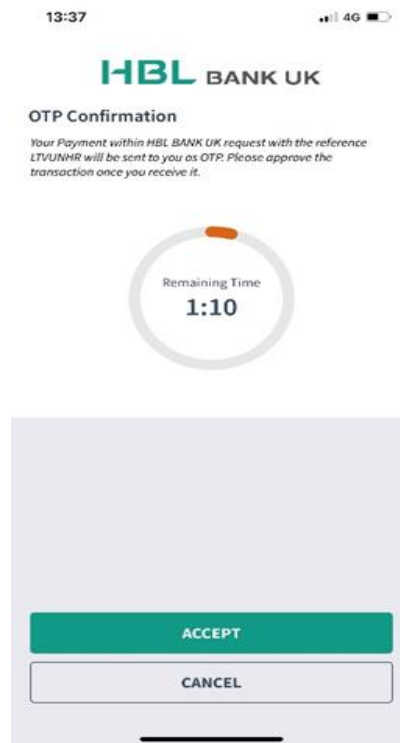 13:37
4G
HBL BANK UK
OTP Confirmation
Your Payment within HBL BANK UK request with the reference
LTVUNHR will be sent to you as OTP. Please approve the
transaction once you receive it.
Remaining Time
1:10
ACCEPT
CANCEL